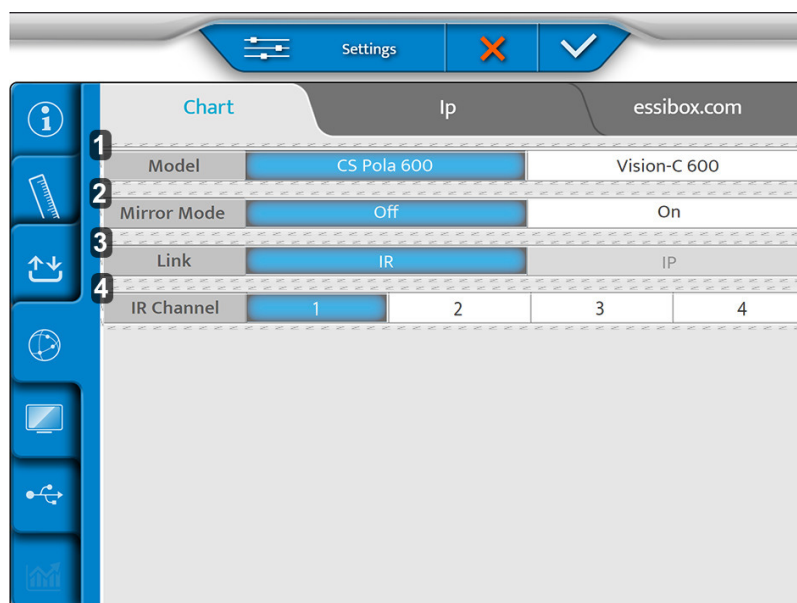 Settings
Chart Ip essibox.com
1
Model CS Pola 600 Vision-C 600
2
Mirror Mode Off On
3
Link IR IP
4
IR Channel 1 2 3 4